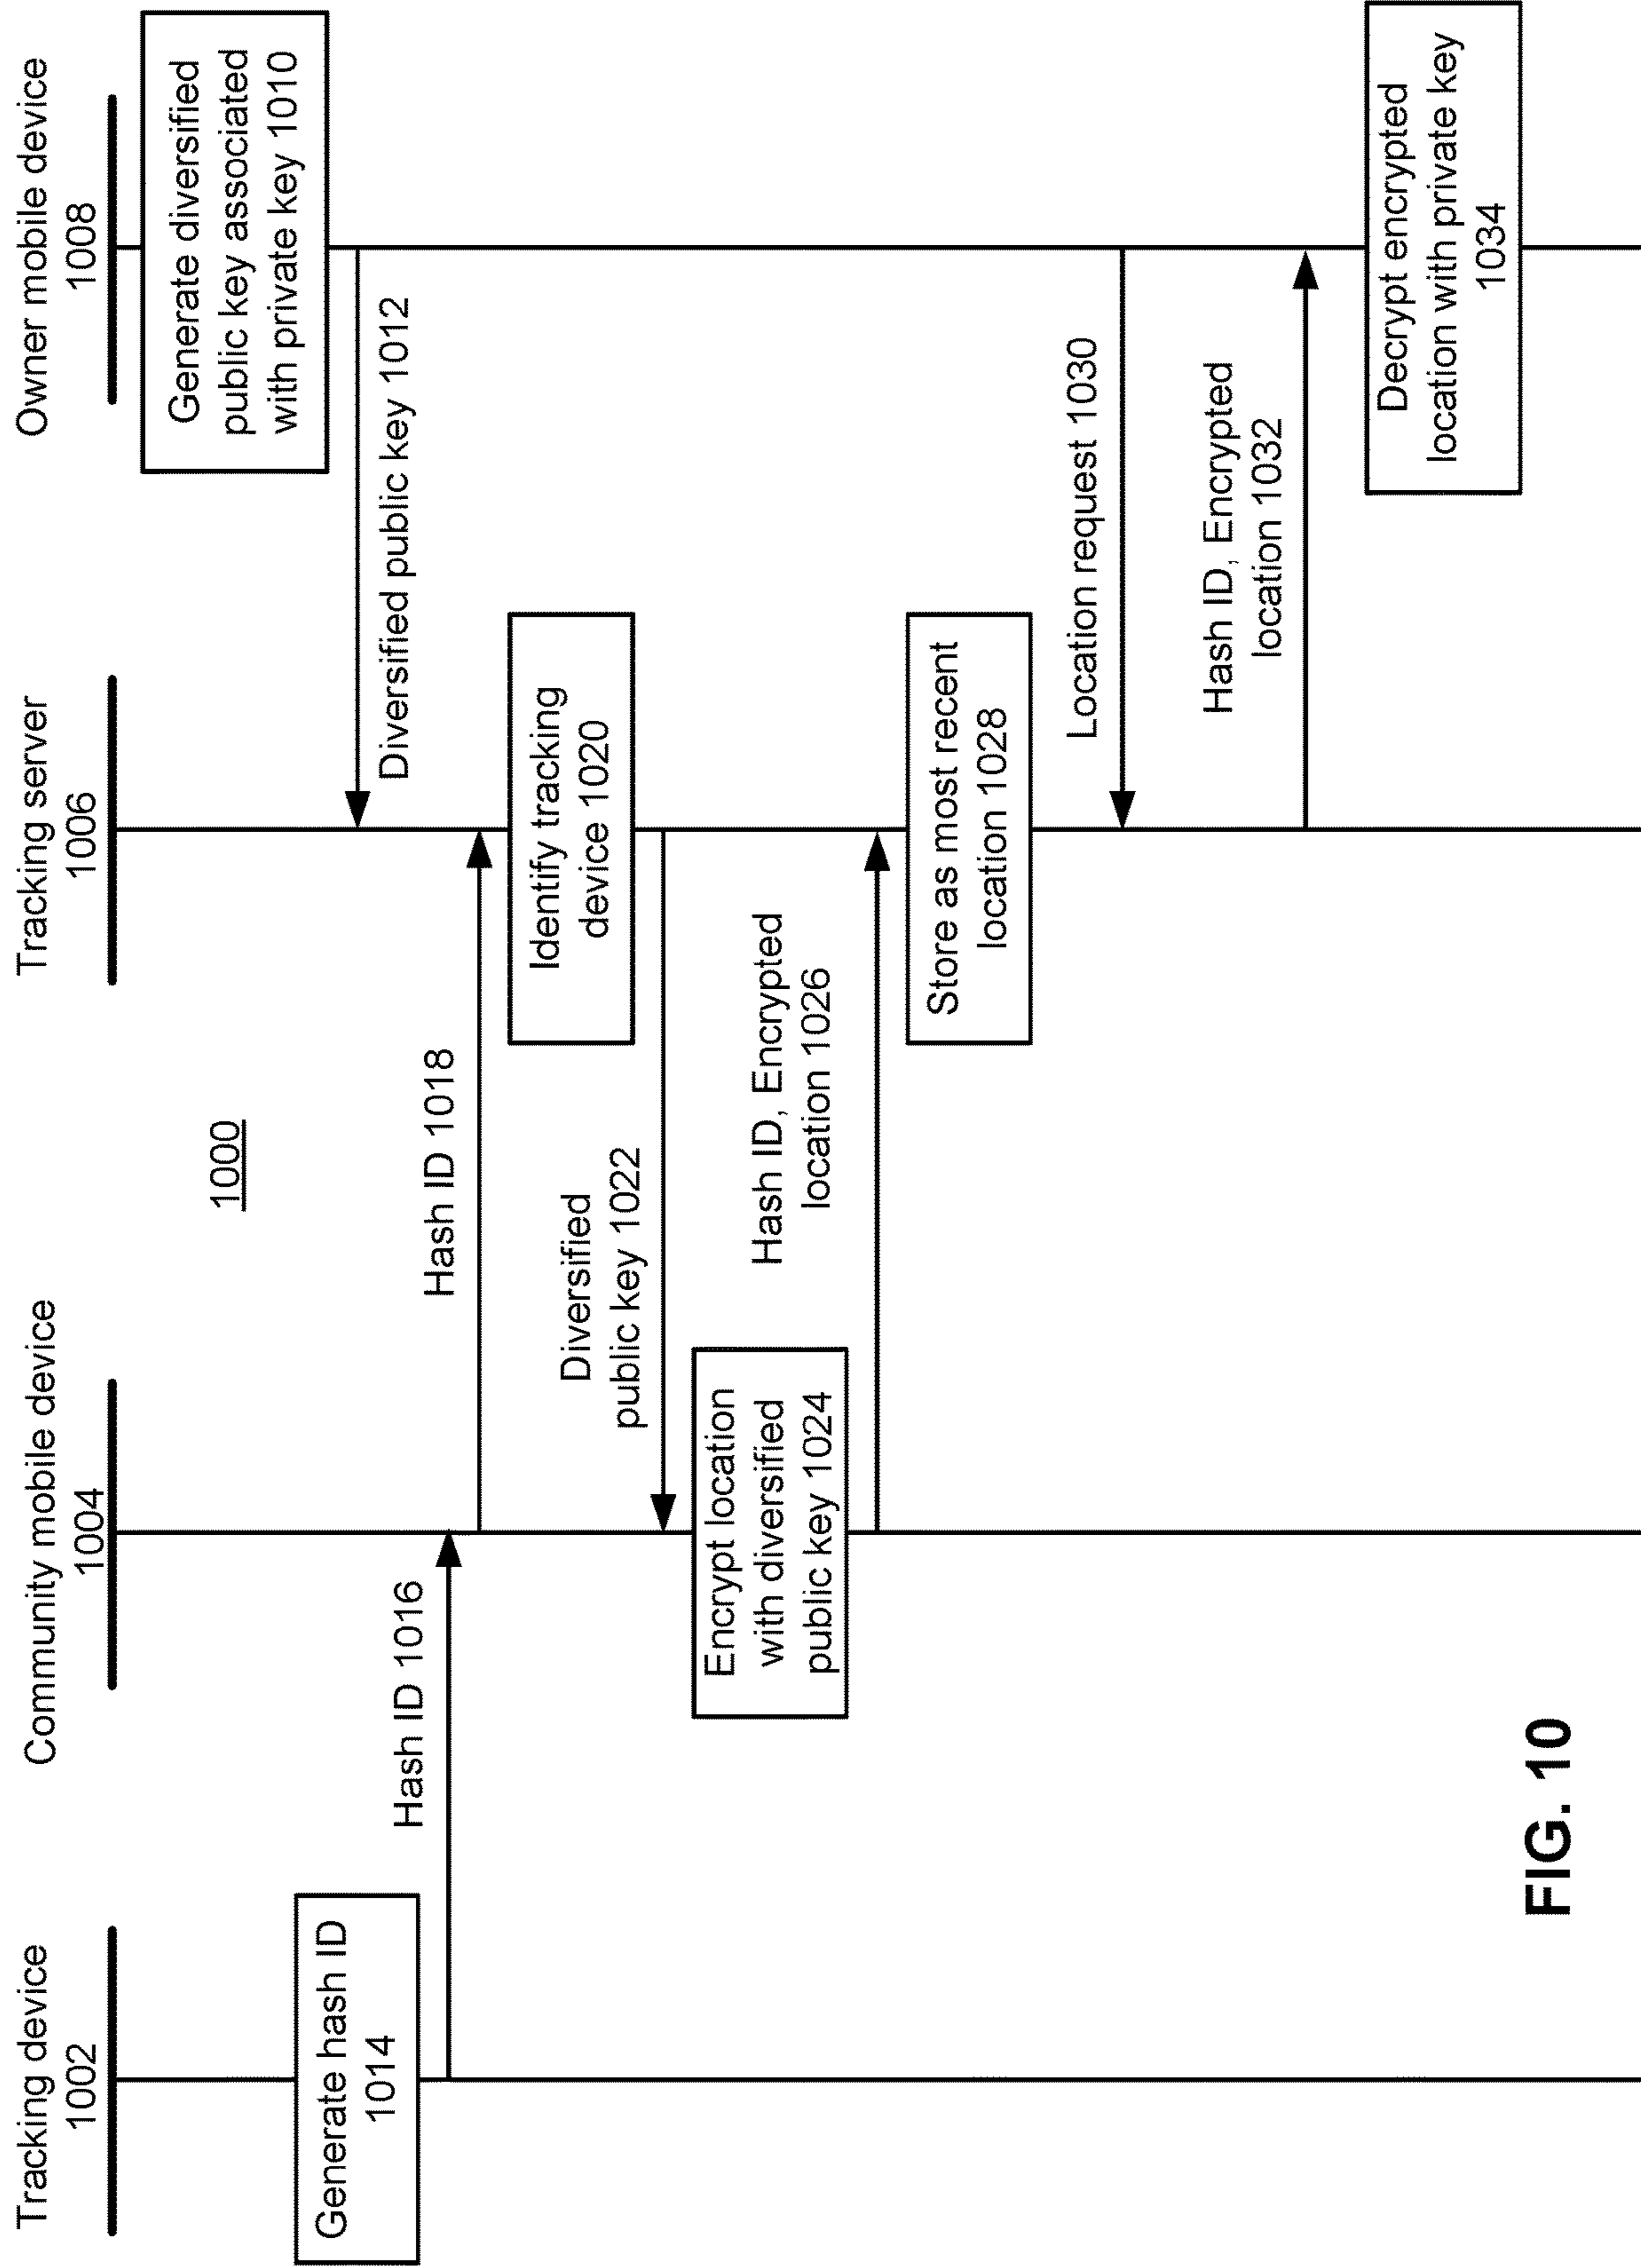 Tracking device
1002
Community mobile device
1004
Tracking server
1006
Owner mobile device
1008
Generate diversified
public key associated
with private key 1010
1000
Diversified public key 1012
Generate hash ID
1014
Hash ID 1016
Hash ID 1018
Identify tracking
device 1020
Diversified
public key 1022
Encrypt location
with diversified
public key 1024
Hash ID, Encrypted
location 1026
Store as most recent
location 1028
Location request 1030
Hash ID, Encrypted
location 1032
Decrypt encrypted
location with private key
1034
FIG. 10